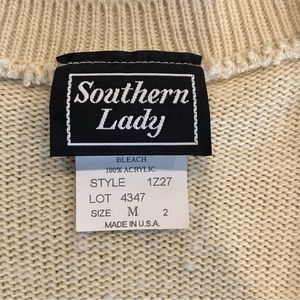 Southern
Lady
BLEACH
100% ACRYLIC
STYLE 1Z27
LOT 4347
SIZE M 2
MADE IN U.S.A.